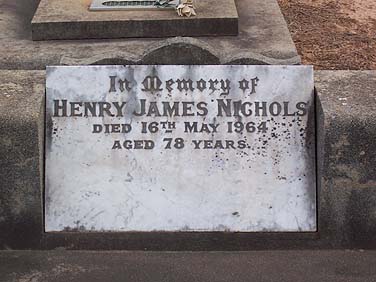 In Memory of
HENRY JAMES NICHOLS
DIED 16TH MAY 1964
AGED 78 YEARS.